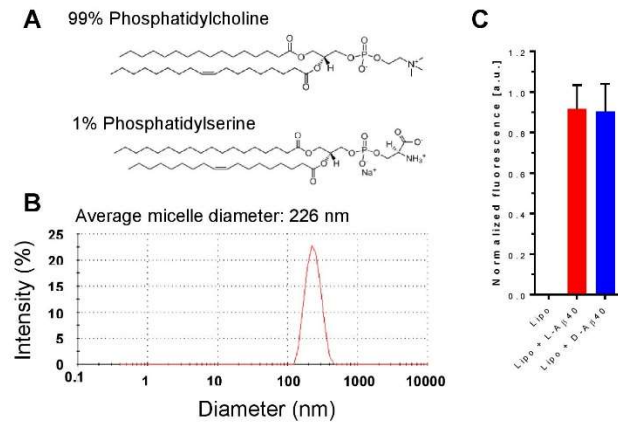 A
99% Phosphatidylcholine
1% Phosphatidylserine
B
Average micelle diameter: 226 nm
Intensity (%)
25
20
15
10
5
0
0.1 1 10 100 1000 10000
Diameter (nm)
C
Normalized fluorescence [a.u.]
1.2
1.0
0.8
0.6
0.4
0.2
0.0
Lipo
Lipo + L-Aβ40
Lipo + D-Aβ40